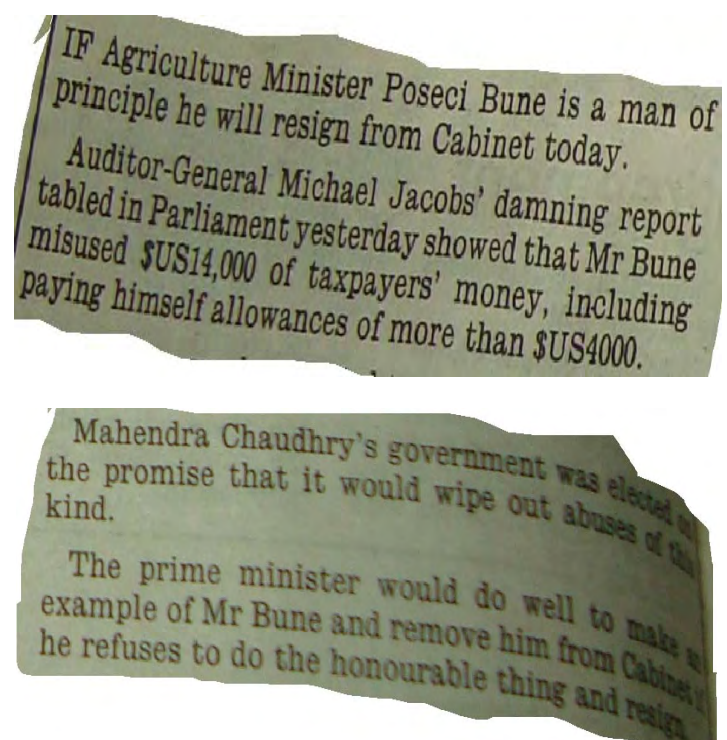 IF Agriculture Minister Poseci Bune is a man of
principle he will resign from Cabinet today.
Auditor-General Michael Jacobs' damning report
tabled in Parliament yesterday showed that Mr Bune
misused $US14,000 of taxpayers' money, including
paying himself allowances of more than $US4000.
Mahendra Chaudhry's government was elected on
the promise that it would wipe out abuses of this
kind.
The prime minister would do well to make an
example of Mr Bune and remove him from Cabinet if
he refuses to do the honourable thing and resign.